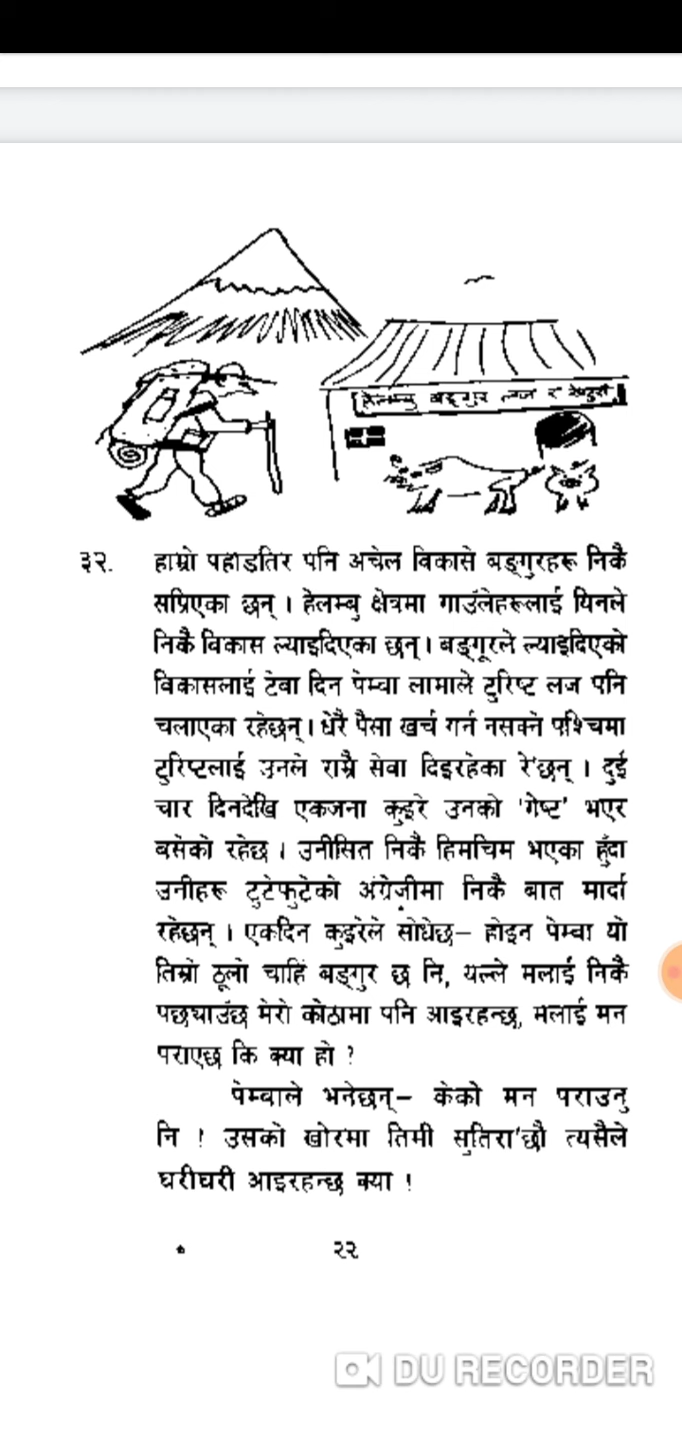 हेलम्बु बङ्गुर लज र
३२. हाम्रो पहाडतिर पनि अचेल विकासे बङ्गुरहरू निकै
सप्रिएका छन् । हेलम्बु क्षेत्रमा गाउँलेहरूलाई यिनले
निकै विकास ल्याइदिएका छन् । बङ्गूरले ल्याइदिएको
विकासलाई टेवा दिन पेम्बा लामाले टुरिष्ट लज पनि
चलाएका रहेछन् । धेरै पैसा खर्च गर्न नसक्ने पश्चिमा
टुरिष्टलाई उनले राम्रै सेवा दिइरहेका रे'छन् । दुई
चार दिनदेखि एकजना कुइरे उनको 'गेष्ट' भएर
बसेको रहेछ । उनीसित निकै हिमचिम भएका हुँदा
उनीहरू टुटेफुटेको अंग्रेजीमा निकै बात मार्दा
रहेछन् । एकदिन कुइरेले सोधेछ– होइन पेम्बा यो
तिम्रो ठूलो चाहिं बङ्गुर छ नि, यल्ले मलाई निकै
पछ्याउँछ मेरो कोठामा पनि आइरहन्छ, मलाई मन
पराएछ कि क्या हो ?
पेम्बाले भनेछन्– केको मन पराउनु
नि ! उसको खोरमा तिमी सुतिरा'छौ त्यसैले
घरीघरी आइरहन्छ क्या !
२२
DU RECORDER